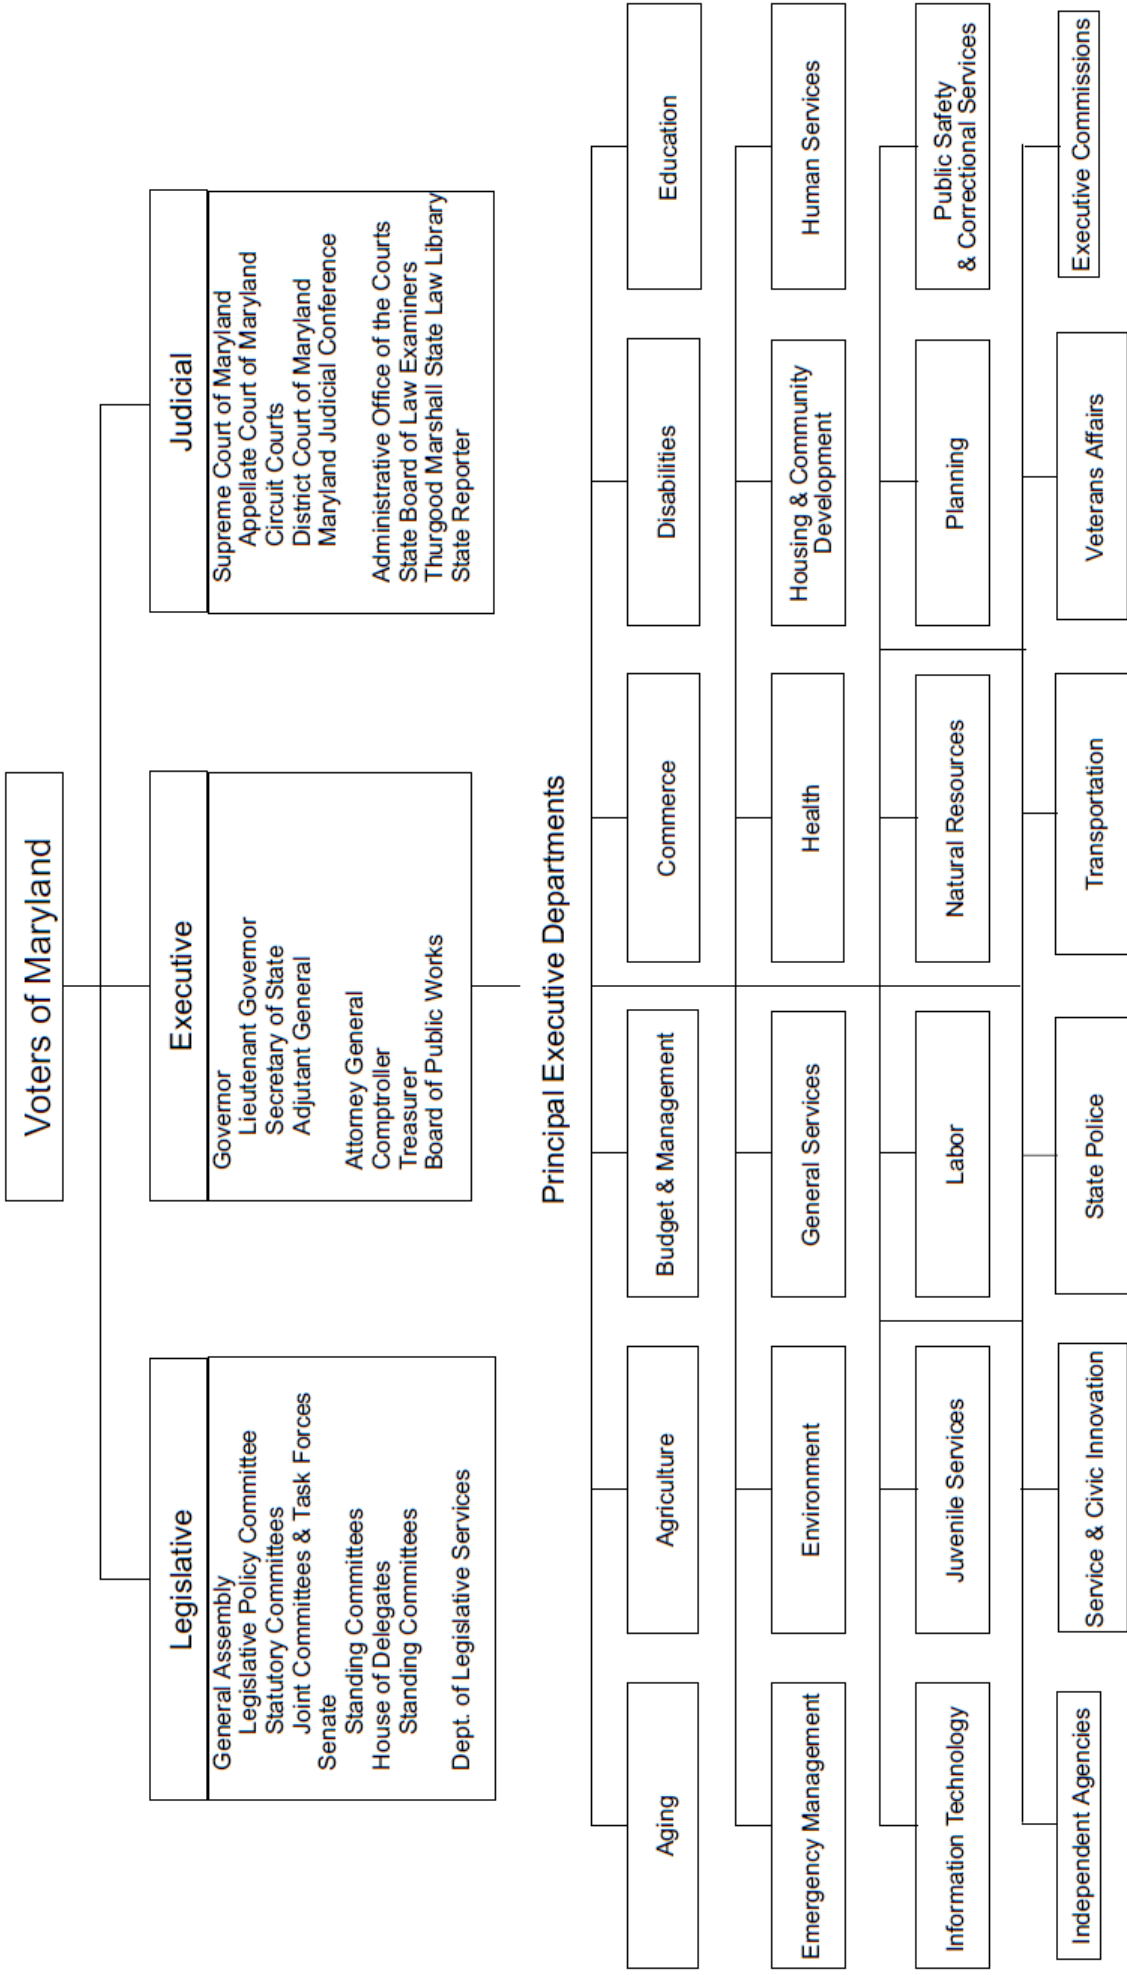 Voters of Maryland
Legislative
General Assembly
Legislative Policy Committee
Statutory Committees
Joint Committees & Task Forces
Senate
Standing Committees
House of Delegates
Standing Committees
Dept. of Legislative Services
Executive
Governor
Lieutenant Governor
Secretary of State
Adjutant General
Attorney General
Comptroller
Treasurer
Board of Public Works
Judicial
Supreme Court of Maryland
Appellate Court of Maryland
Circuit Courts
District Court of Maryland
Maryland Judicial Conference
Administrative Office of the Courts
State Board of Law Examiners
Thurgood Marshall State Law Library
State Reporter
Principal Executive Departments
Aging
Agriculture
Budget & Management
Commerce
Disabilities
Education
Emergency Management
Environment
General Services
Health
Housing & Community
Development
Human Services
Information Technology
Juvenile Services
Labor
Natural Resources
Planning
Public Safety
& Correctional Services
Independent Agencies
Service & Civic Innovation
State Police
Transportation
Veterans Affairs
Executive Commissions